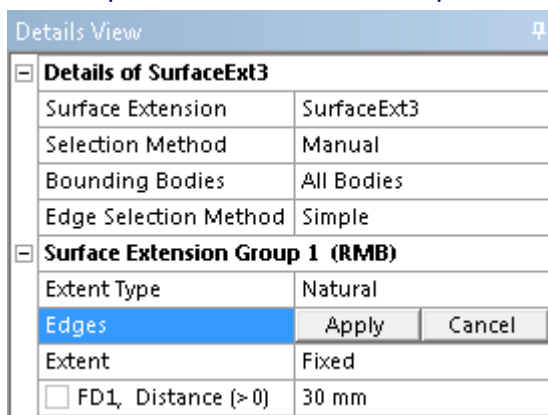 Details View
Details of SurfaceExt3
Surface Extension SurfaceExt3
Selection Method Manual
Bounding Bodies All Bodies
Edge Selection Method Simple
Surface Extension Group 1 (RMB)
Extent Type Natural
Edges Apply Cancel
Extent Fixed
FD1, Distance (>0) 30 mm